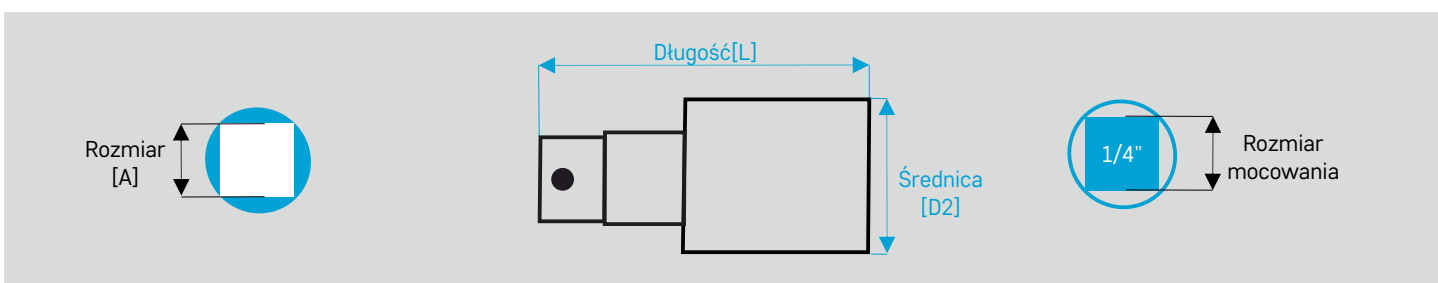 Długość[L]
Rozmiar
[A]
Średnica
[D2]
1/4"
Rozmiar
mocowania